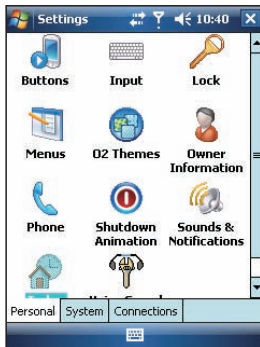 Settings 10:40
Buttons Input Lock
Menus O2 Themes Owner Information
Phone Shutdown Animation Sounds & Notifications
Personal System Connections